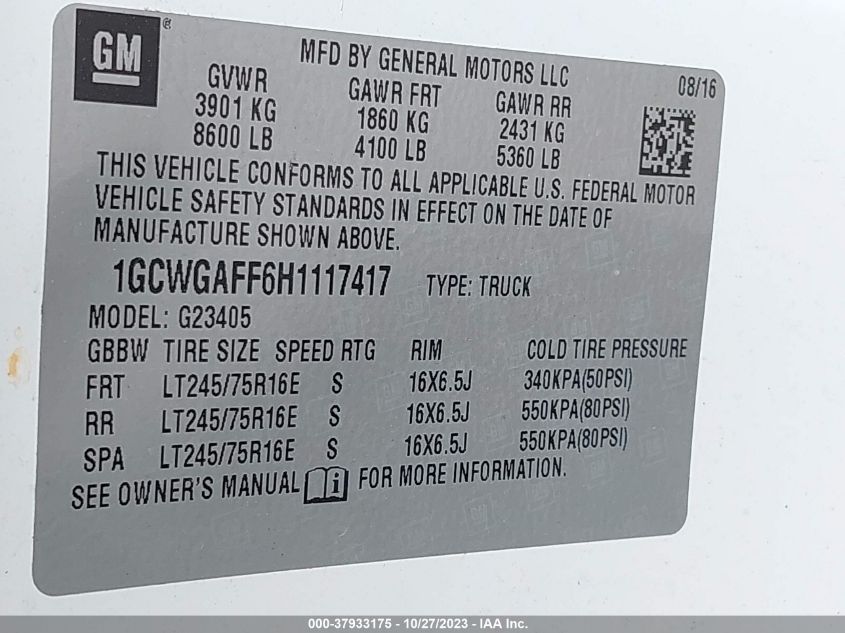 GM ®
MFD BY GENERAL MOTORS LLC
08/16
GVWR GAWR FRT GAWR RR
3901 KG 1860 KG 2431 KG
8600 LB 4100 LB 5360 LB
THIS VEHICLE CONFORMS TO ALL APPLICABLE U.S. FEDERAL MOTOR
VEHICLE SAFETY STANDARDS IN EFFECT ON THE DATE OF
MANUFACTURE SHOWN ABOVE.
1GCWGAFF6H1117417 TYPE: TRUCK
MODEL: G23405
GBBW TIRE SIZE SPEED RTG RIM COLD TIRE PRESSURE
FRT LT245/75R16E S 16X6.5J 340KPA(50PSI)
RR LT245/75R16E S 16X6.5J 550KPA(80PSI)
SPA LT245/75R16E S 16X6.5J 550KPA(80PSI)
SEE OWNER'S MANUAL i FOR MORE INFORMATION.
000-37933175 - 10/27/2023 - IAA Inc.